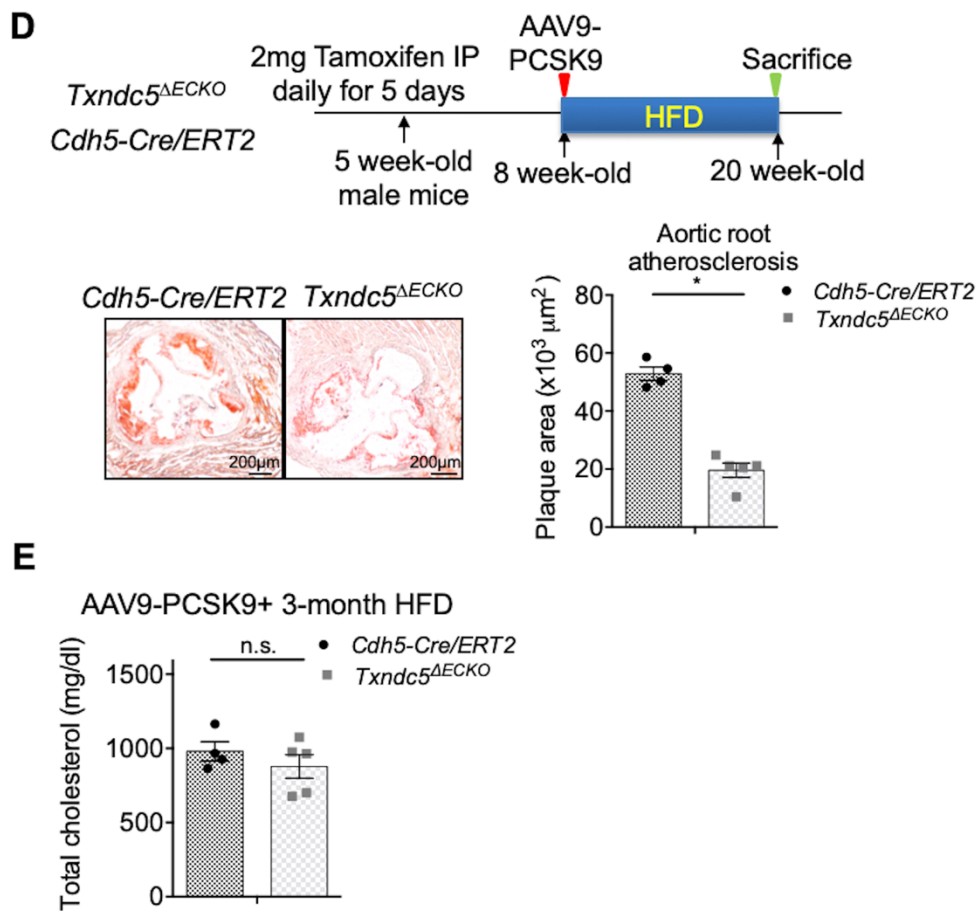 D
2mg Tamoxifen IP
daily for 5 days
AAV9-
PCSK9
Sacrifice
Txndc5ΔECKO
Cdh5-Cre/ERT2
HFD
5 week-old
male mice
8 week-old
20 week-old
Cdh5-Cre/ERT2 Txndc5ΔECKO
200μm
200μm
Aortic root
atherosclerosis
*
Cdh5-Cre/ERT2
Txndc5ΔECKO
Plaque area (x10³ μm²)
80
60
40
20
0
E
AAV9-PCSK9+ 3-month HFD
n.s.
Cdh5-Cre/ERT2
Txndc5ΔECKO
Total cholesterol (mg/dl)
1500
1000
500
0